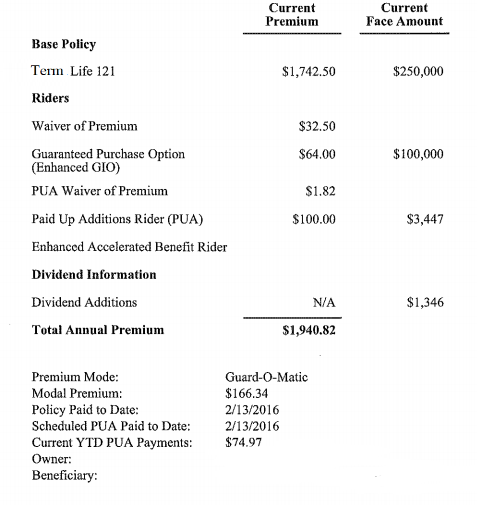 Current Current
Premium Face Amount
Base Policy
Term Life 121 $1,742.50 $250,000
Riders
Waiver of Premium $32.50
Guaranteed Purchase Option $64.00 $100,000
(Enhanced GIO)
PUA Waiver of Premium $1.82
Paid Up Additions Rider (PUA) $100.00 $3,447
Enhanced Accelerated Benefit Rider
Dividend Information
Dividend Additions N/A $1,346
Total Annual Premium $1,940.82
Premium Mode: Guard-O-Matic
Modal Premium: $166.34
Policy Paid to Date: 2/13/2016
Scheduled PUA Paid to Date: 2/13/2016
Current YTD PUA Payments: $74.97
Owner:
Beneficiary: